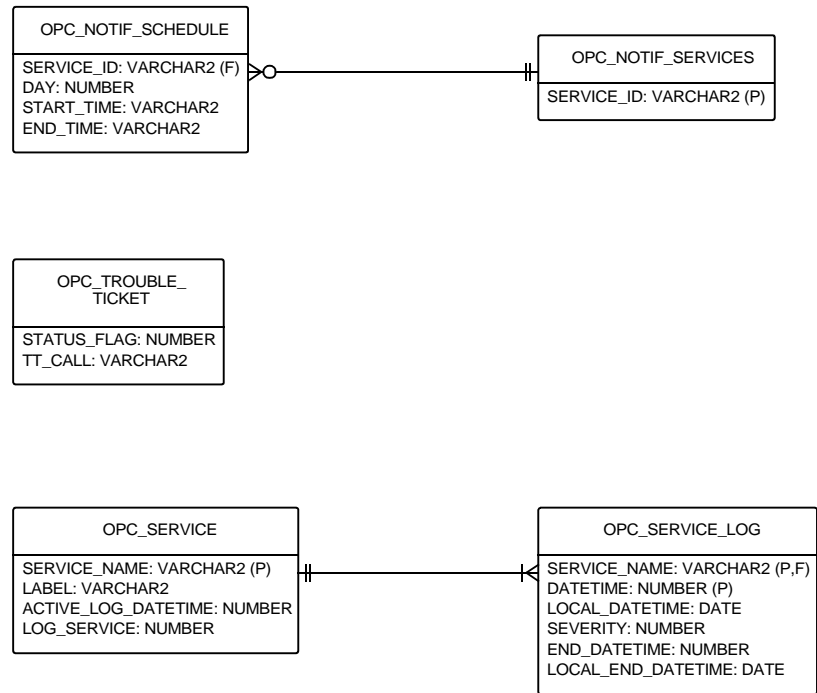 OPC_NOTIF_SCHEDULE
SERVICE_ID: VARCHAR2 (F)
DAY: NUMBER
START_TIME: VARCHAR2
END_TIME: VARCHAR2
OPC_NOTIF_SERVICES
SERVICE_ID: VARCHAR2 (P)
OPC_TROUBLE_
TICKET
STATUS_FLAG: NUMBER
TT_CALL: VARCHAR2
OPC_SERVICE
SERVICE_NAME: VARCHAR2 (P)
LABEL: VARCHAR2
ACTIVE_LOG_DATETIME: NUMBER
LOG_SERVICE: NUMBER
OPC_SERVICE_LOG
SERVICE_NAME: VARCHAR2 (P,F)
DATETIME: NUMBER (P)
LOCAL_DATETIME: DATE
SEVERITY: NUMBER
END_DATETIME: NUMBER
LOCAL_END_DATETIME: DATE